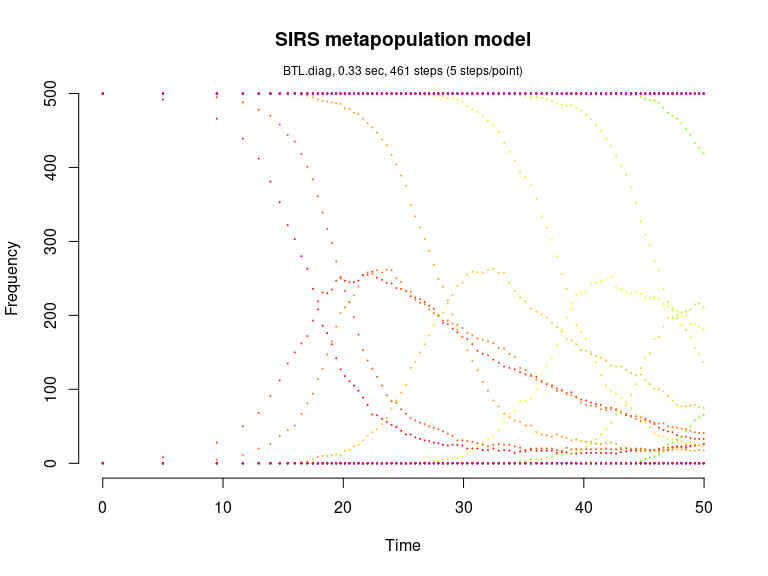 SIRS metapopulation model
BTL.diag, 0.33 sec, 461 steps (5 steps/point)
500
400
300
200
100
0
Frequency
0 10 20 30 40 50
Time